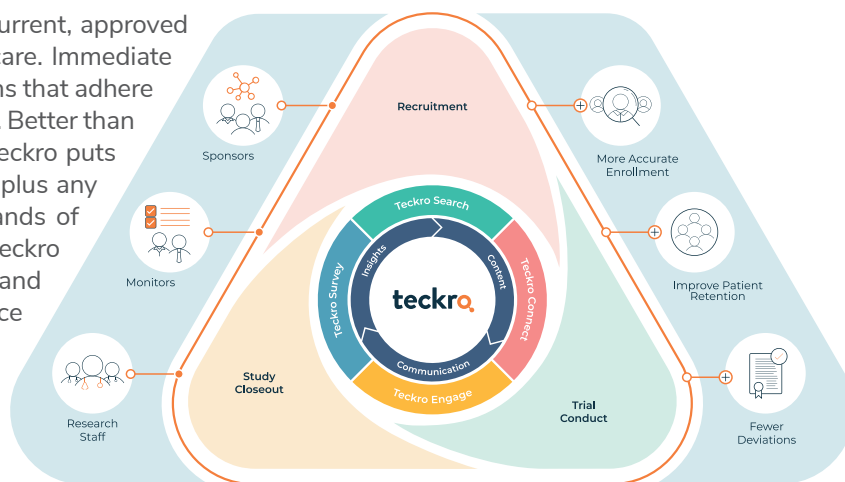 urrent, approved
care. Immediate
ns that adhere
. Better than
eckro puts
plus any
ands of
eckro
and
ce
Sponsors
Monitors
Research
Staff
Recruitment
Study
Closeout
Trial
Conduct
Teckro Search
Teckro Connect
Teckro Engage
Teckro Survey
Insights
Content
Communication
teckro
More Accurate
Enrollment
Improve Patient
Retention
Fewer
Deviations